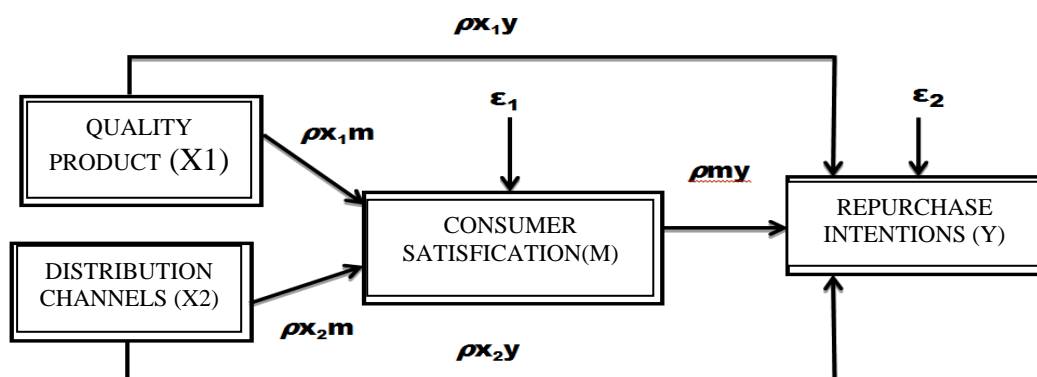 ρx₁y
ε₁
ε₂
QUALITY
PRODUCT (X1)
ρx₁m
ρmy
CONSUMER
SATISFICATION(M)
REPURCHASE
INTENTIONS (Y)
DISTRIBUTION
CHANNELS (X2)
ρx₂m
ρx₂y